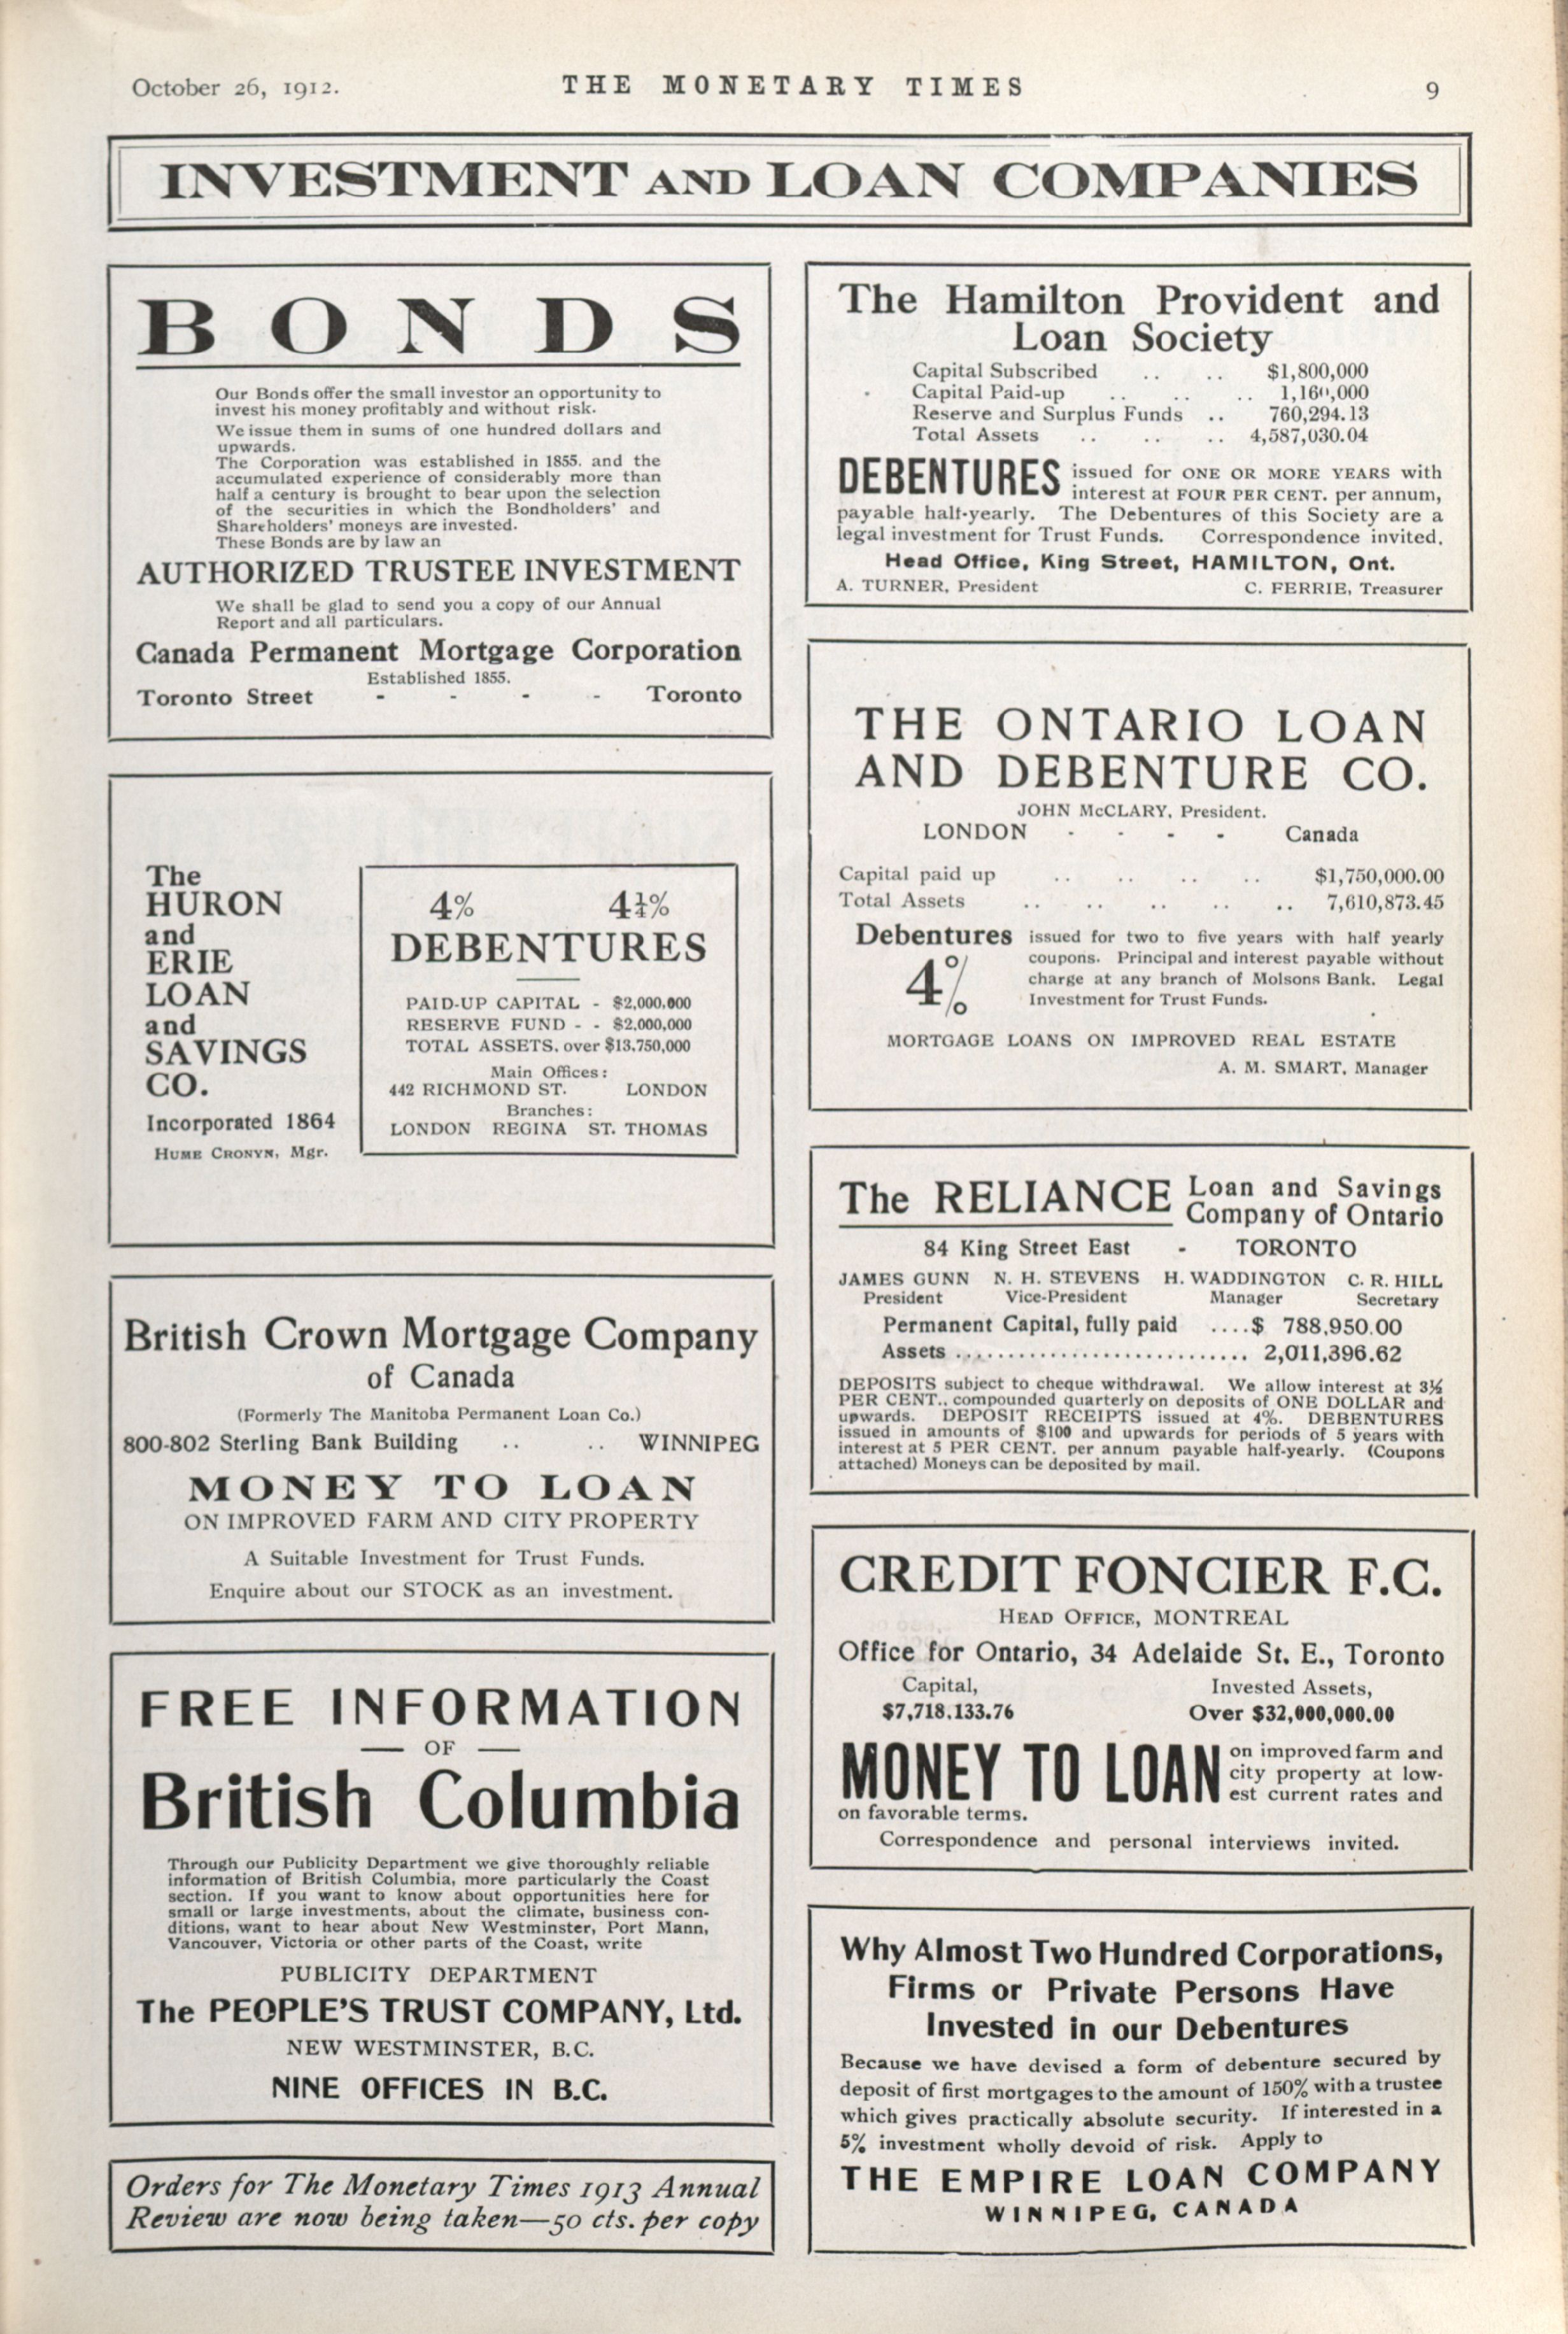 October 26, 1912.
THE MONETARY TIMES
9
INVESTMENT AND LOAN COMPANIES
BONDS
Our Bonds offer the small investor an opportunity to
invest his money profitably and without risk.
We issue them in sums of one hundred dollars and
upwards.
The Corporation was established in 1855, and the
accumulated experience of considerably more than
half a century is brought to bear upon the selection
of the securities in which the Bondholders' and
Shareholders' moneys are invested.
These Bonds are by law an
AUTHORIZED TRUSTEE INVESTMENT
We shall be glad to send you a copy of our Annual
Report and all particulars.
Canada Permanent Mortgage Corporation
Established 1855.
Toronto Street - - - - Toronto
The
HURON
and
ERIE
LOAN
and
SAVINGS
CO.
Incorporated 1864
HUME CRONYN, Mgr.
4% 4½%
DEBENTURES
PAID-UP CAPITAL - $2,000,000
RESERVE FUND - - $2,000,000
TOTAL ASSETS, over $13,750,000
Main Offices:
442 RICHMOND ST. LONDON
Branches:
LONDON REGINA ST. THOMAS
British Crown Mortgage Company
of Canada
(Formerly The Manitoba Permanent Loan Co.)
800-802 Sterling Bank Building .. .. WINNIPEG
MONEY TO LOAN
ON IMPROVED FARM AND CITY PROPERTY
A Suitable Investment for Trust Funds.
Enquire about our STOCK as an investment.
FREE INFORMATION
— OF —
British Columbia
Through our Publicity Department we give thoroughly reliable
information of British Columbia, more particularly the Coast
section. If you want to know about opportunities here for
small or large investments, about the climate, business con-
ditions, want to hear about New Westminster, Port Mann,
Vancouver, Victoria or other parts of the Coast, write
PUBLICITY DEPARTMENT
The PEOPLE'S TRUST COMPANY, Ltd.
NEW WESTMINSTER, B.C.
NINE OFFICES IN B.C.
Orders for The Monetary Times 1913 Annual
Review are now being taken—50 cts. per copy
The Hamilton Provident and
Loan Society
Capital Subscribed .. .. $1,800,000
Capital Paid-up .. .. .. 1,160,000
Reserve and Surplus Funds .. 760,294.13
Total Assets .. .. .. 4,587,030.04
DEBENTURES issued for ONE OR MORE YEARS with
interest at FOUR PER CENT. per annum,
payable half-yearly. The Debentures of this Society are a
legal investment for Trust Funds. Correspondence invited.
Head Office, King Street, HAMILTON, Ont.
A. TURNER, President C. FERRIE, Treasurer
THE ONTARIO LOAN
AND DEBENTURE CO.
JOHN McCLARY, President.
LONDON - - - - Canada
Capital paid up .. .. .. .. $1,750,000.00
Total Assets .. .. .. .. .. 7,610,873.45
Debentures issued for two to five years with half yearly
4% coupons. Principal and interest payable without
charge at any branch of Molsons Bank. Legal
Investment for Trust Funds.
MORTGAGE LOANS ON IMPROVED REAL ESTATE
A. M. SMART, Manager
The RELIANCE Loan and Savings
Company of Ontario
84 King Street East - TORONTO
JAMES GUNN N. H. STEVENS H. WADDINGTON C. R. HILL
President Vice-President Manager Secretary
Permanent Capital, fully paid ....$ 788,950.00
Assets ............................ 2,011,396.62
DEPOSITS subject to cheque withdrawal. We allow interest at 3½
PER CENT., compounded quarterly on deposits of ONE DOLLAR and
upwards. DEPOSIT RECEIPTS issued at 4%. DEBENTURES
issued in amounts of $100 and upwards for periods of 5 years with
interest at 5 PER CENT. per annum payable half-yearly. (Coupons
attached) Moneys can be deposited by mail.
CREDIT FONCIER F.C.
HEAD OFFICE, MONTREAL
Office for Ontario, 34 Adelaide St. E., Toronto
Capital, Invested Assets,
$7,718,133.76 Over $32,000,000.00
MONEY TO LOAN on improved farm and
city property at low-
est current rates and
on favorable terms.
Correspondence and personal interviews invited.
Why Almost Two Hundred Corporations,
Firms or Private Persons Have
Invested in our Debentures
Because we have devised a form of debenture secured by
deposit of first mortgages to the amount of 150% with a trustee
which gives practically absolute security. If interested in a
5% investment wholly devoid of risk. Apply to
THE EMPIRE LOAN COMPANY
WINNIPEG, CANADA